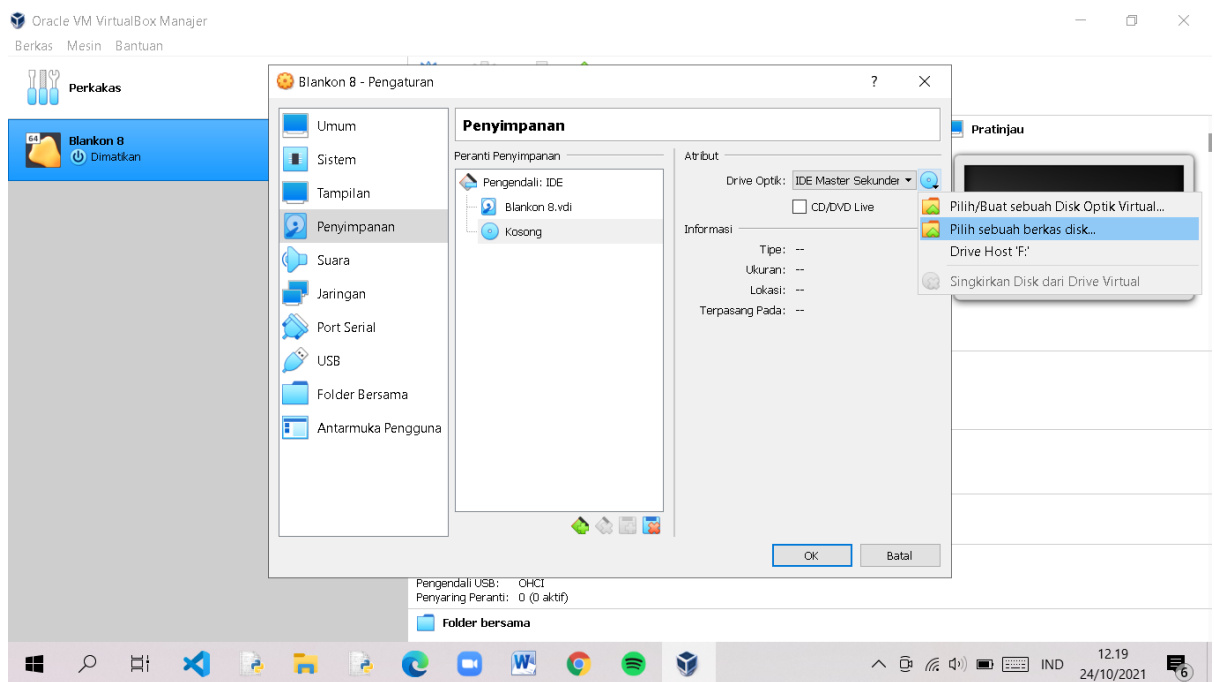 Oracle VM VirtualBox Manajer
Berkas Mesin Bantuan
Perkakas
64
Blankon 8
Dimatikan
Blankon 8 - Pengaturan
?
Umum
Sistem
Tampilan
Penyimpanan
Suara
Jaringan
Port Serial
USB
Folder Bersama
Antarmuka Pengguna
Penyimpanan
Peranti Penyimpanan
Pengendali: IDE
Blankon 8.vdi
Kosong
Atribut
Drive Optik: IDE Master Sekunder
CD/DVD Live
Informasi
Tipe: --
Ukuran: --
Lokasi: --
Terpasang Pada: --
OK Batal
Pratinjau
Pilih/Buat sebuah Disk Optik Virtual...
Pilih sebuah berkas disk...
Drive Host 'F:'
Singkirkan Disk dari Drive Virtual
Pengendali USB: OHCI
Penyaring Peranti: 0 (0 aktif)
Folder bersama
IND
12.19
24/10/2021
6